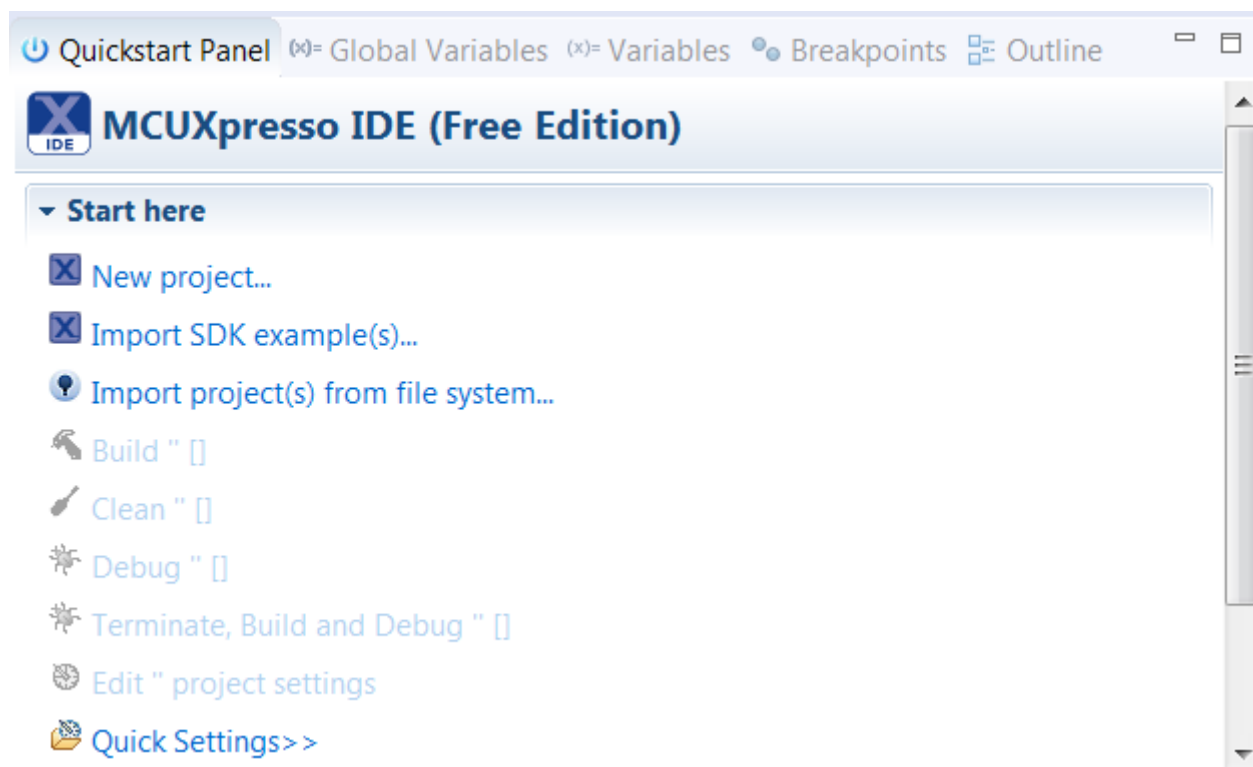 Quickstart Panel (x)= Global Variables (x)= Variables Breakpoints Outline
X IDE MCUXpresso IDE (Free Edition)
Start here
New project...
Import SDK example(s)...
Import project(s) from file system...
Build '' []
Clean '' []
Debug '' []
Terminate, Build and Debug '' []
Edit '' project settings
Quick Settings>>